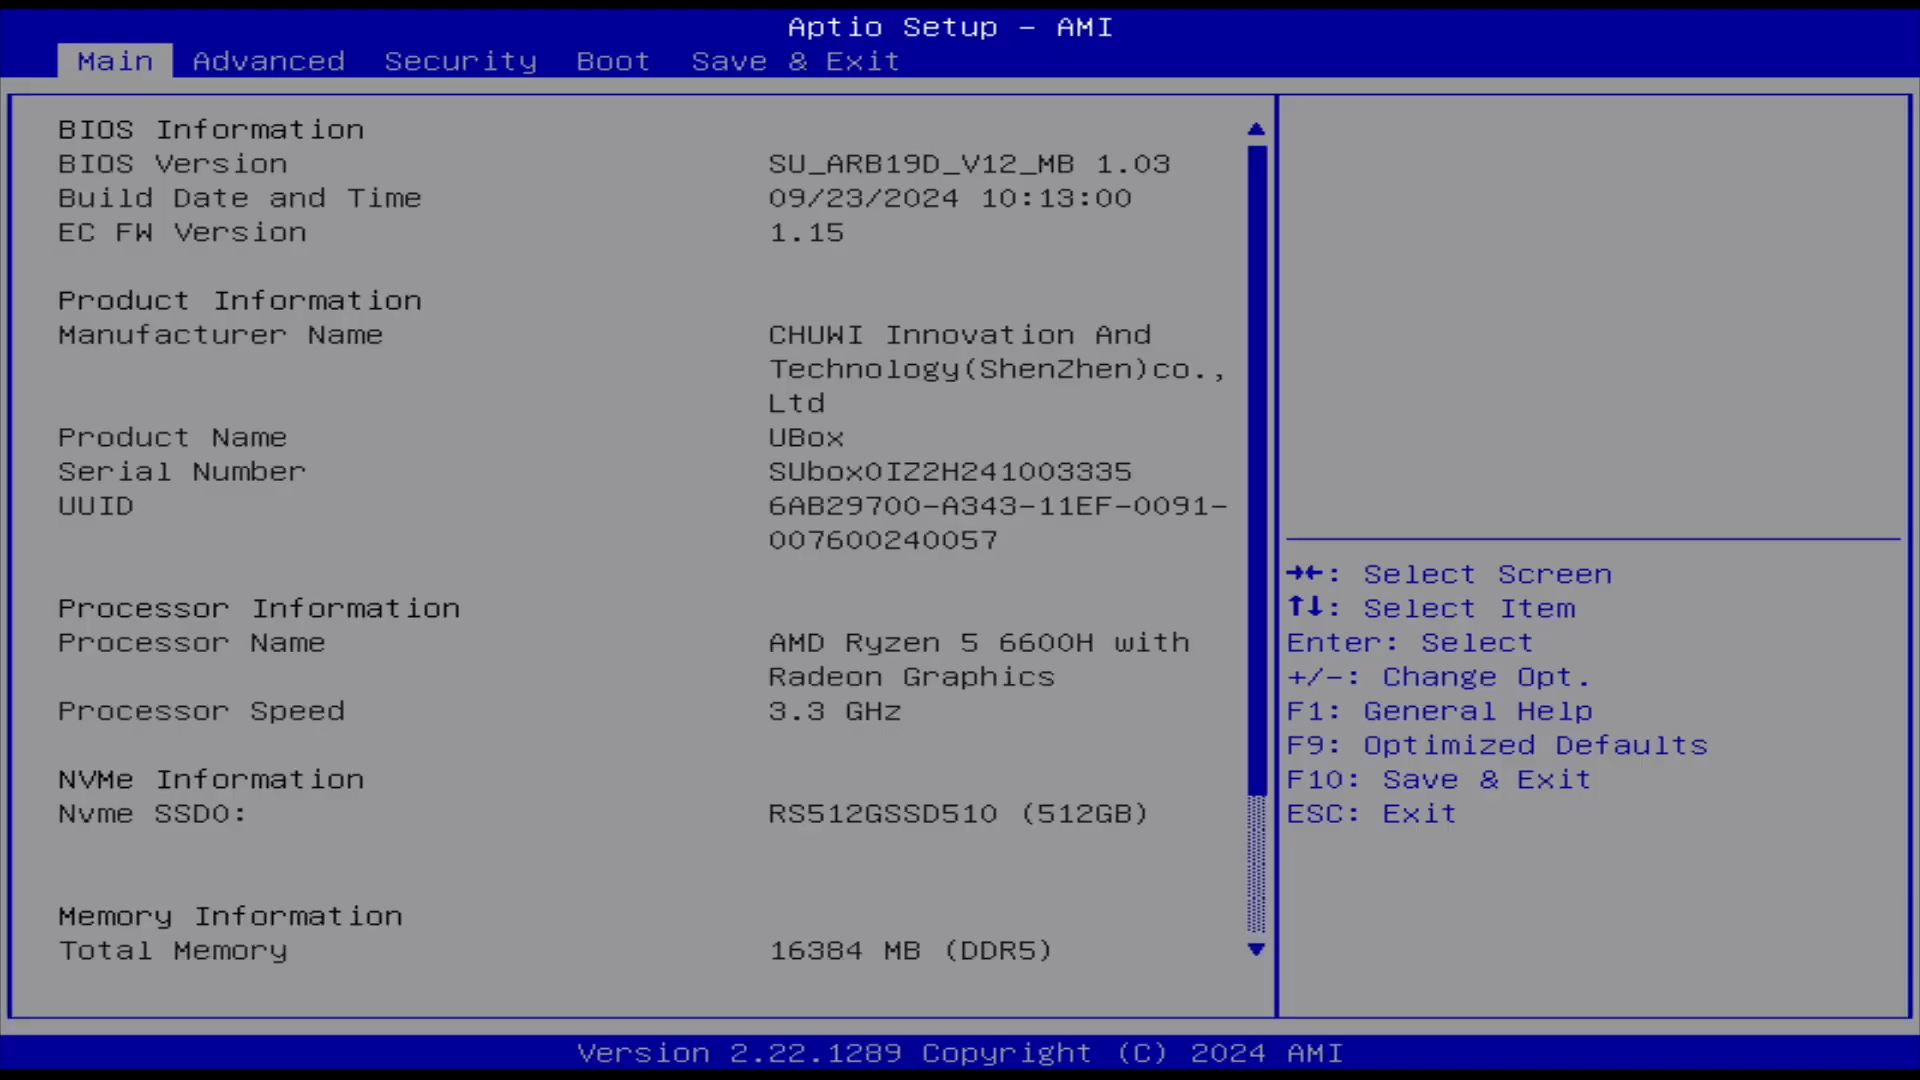 Aptio Setup – AMI
Main Advanced Security Boot Save & Exit
BIOS Information
BIOS Version SU_ARB19D_V12_MB 1.03
Build Date and Time 09/23/2024 10:13:00
EC FW Version 1.15
Product Information
Manufacturer Name CHUWI Innovation And
Technology(ShenZhen)co.,
Ltd
Product Name UBox
Serial Number SUbox0IZ2H241003335
UUID 6AB29700-A343-11EF-0091-
007600240057
Processor Information
Processor Name AMD Ryzen 5 6600H with
Radeon Graphics
Processor Speed 3.3 GHz
NVMe Information
Nvme SSD0: RS512GSSD510 (512GB)
Memory Information
Total Memory 16384 MB (DDR5)
→←: Select Screen
↑↓: Select Item
Enter: Select
+/-: Change Opt.
F1: General Help
F9: Optimized Defaults
F10: Save & Exit
ESC: Exit
Version 2.22.1289 Copyright (C) 2024 AMI